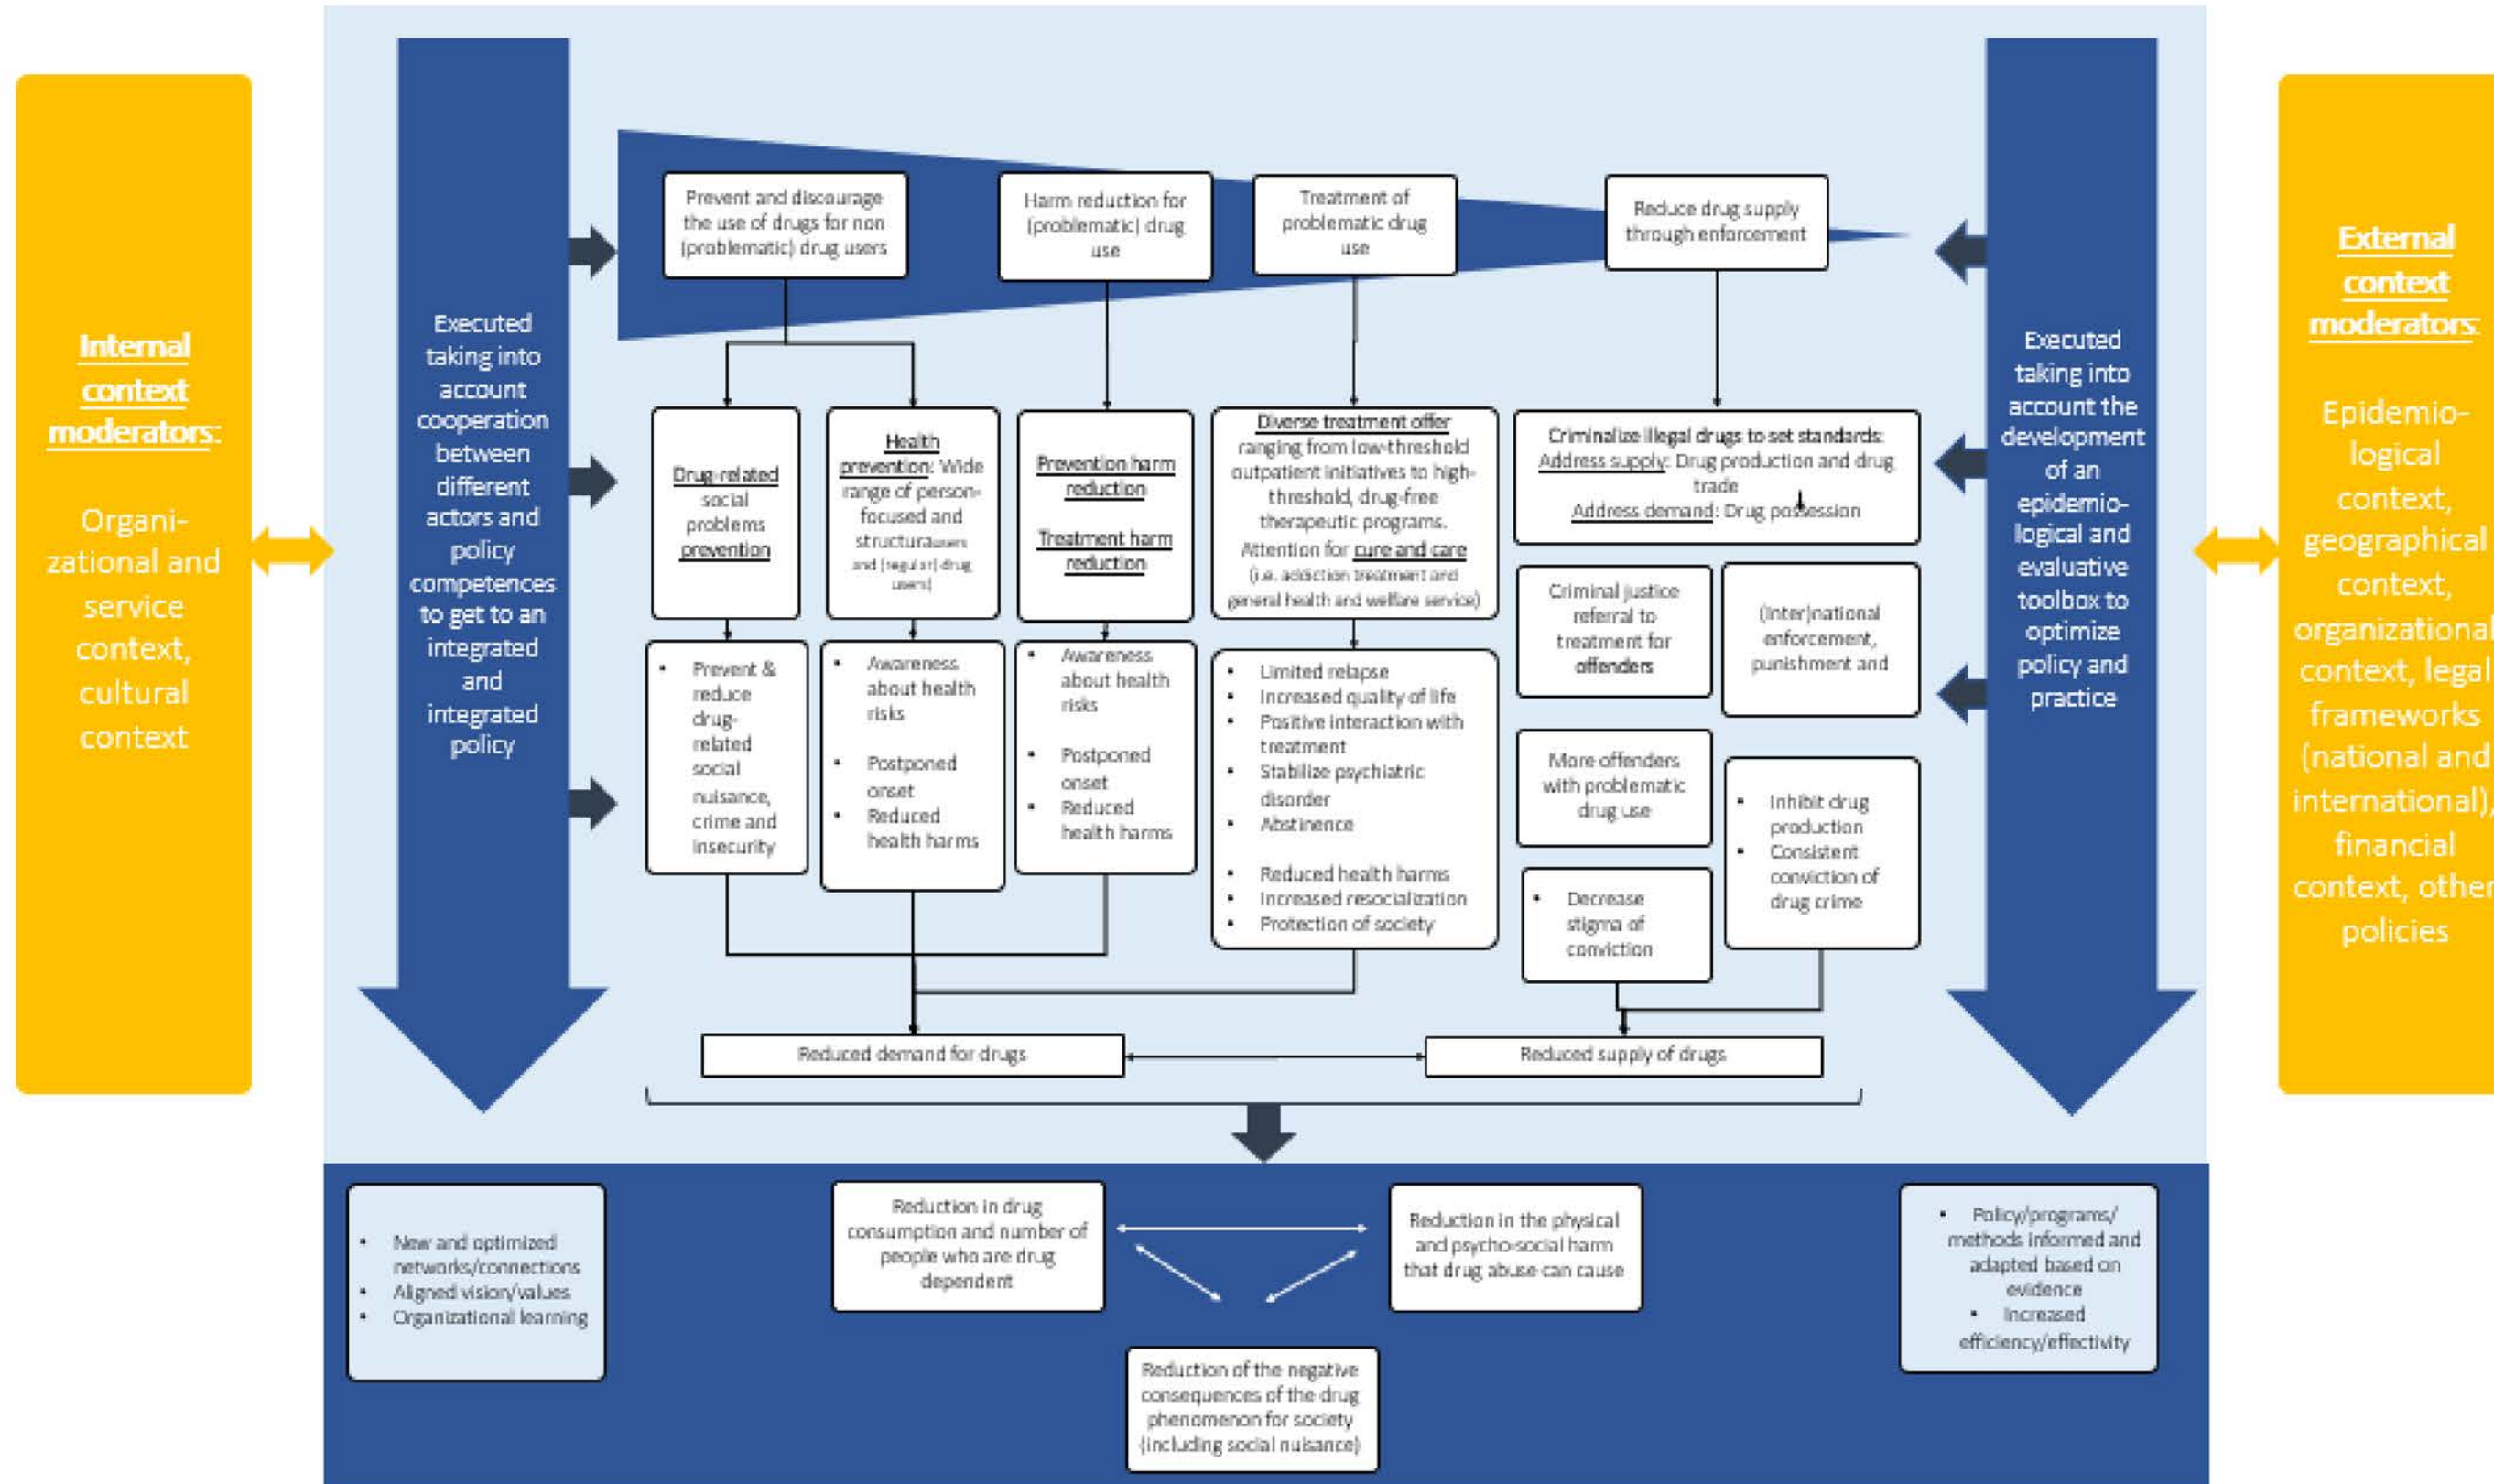 Internal
context
moderators:
Organi-
zational and
service
context,
cultural
context
Executed
taking into
account
cooperation
between
different
actors and
policy
competences
to get to an
integrated
and
integrated
policy
Prevent and discourage
the use of drugs for non
(problematic) drug users
Harm reduction for
(problematic) drug
use
Treatment of
problematic drug
use
Reduce drug supply
through enforcement
Drug-related
social
problems
prevention
Health
prevention: Wide
range of person-
focused and
structurausers
and (regular) drug
users)
Prevention harm
reduction
Treatment harm
reduction
Diverse treatment offer
ranging from low-threshold
outpatient initiatives to high-
threshold, drug-free
therapeutic programs.
Attention for cure and care
(i.e. addiction treatment and
general health and welfare service)
Criminalize illegal drugs to set standards:
Address supply: Drug production and drug
trade
Address demand: Drug possession
Criminal justice
referral to
treatment for
offenders
(Inter)national
enforcement,
punishment and
• Prevent &
reduce
drug-
related
social
nuisance,
crime and
insecurity
• Awareness
about health
risks
• Postponed
onset
• Reduced
health harms
• Awareness
about health
risks
• Postponed
onset
• Reduced
health harms
• Limited relapse
• Increased quality of life
• Positive interaction with
treatment
• Stabilize psychiatric
disorder
• Abstinence
• Reduced health harms
• Increased resocialization
• Protection of society
More offenders
with problematic
drug use
• Decrease
stigma of
conviction
• Inhibit drug
production
• Consistent
conviction of
drug crime
Reduced demand for drugs
Reduced supply of drugs
Executed
taking into
account the
development
of an
epidemio-
logical and
evaluative
toolbox to
optimize
policy and
practice
External
context
moderators:
Epidemio-
logical
context,
geographical
context,
organizational
context, legal
frameworks
(national and
international),
financial
context, other
policies
• New and optimized
networks/connections
• Aligned vision/values
• Organizational learning
Reduction in drug
consumption and number of
people who are drug
dependent
Reduction in the physical
and psycho-social harm
that drug abuse can cause
Reduction of the negative
consequences of the drug
phenomenon for society
(including social nuisance)
• Policy/programs/
methods informed and
adapted based on
evidence
• Increased
efficiency/effectivity